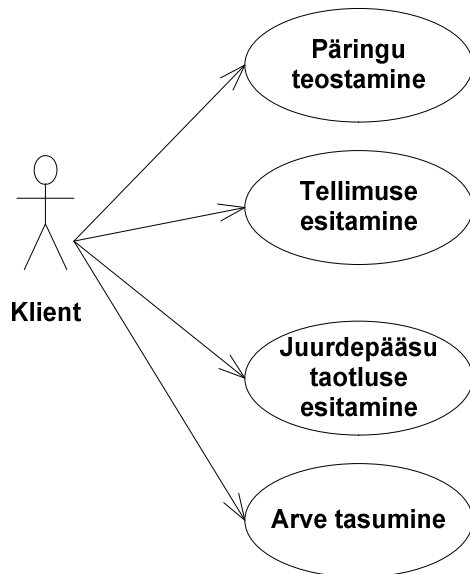 Päringu
teostamine
Tellimuse
esitamine
Klient
Juurdepääsu
taotluse
esitamine
Arve tasumine